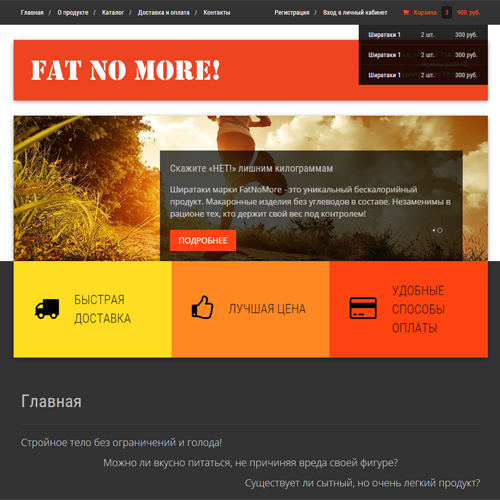 Главная / О продукте / Каталог / Доставка и оплата / Контакты
Регистрация / Вход в личный кабинет
Корзина 3 900 руб.
Ширатаки 1 2 шт. 300 руб.
Ширатаки 1 2 шт. 300 руб.
Ширатаки 1 2 шт. 300 руб.
FAT NO MORE!
Скажите «НЕТ!» лишним килограммам
Ширатаки марки FatNoMore - это уникальный бескалорийный
продукт. Макаронные изделия без углеводов в составе. Незаменимы в
рационе тех, кто держит свой вес под контролем!
ПОДРОБНЕЕ
БЫСТРАЯ
ДОСТАВКА
ЛУЧШАЯ ЦЕНА
УДОБНЫЕ
СПОСОБЫ
ОПЛАТЫ
Главная
Стройное тело без ограничений и голода!
Можно ли вкусно питаться, не причиняя вреда своей фигуре?
Существует ли сытный, но очень легкий продукт?